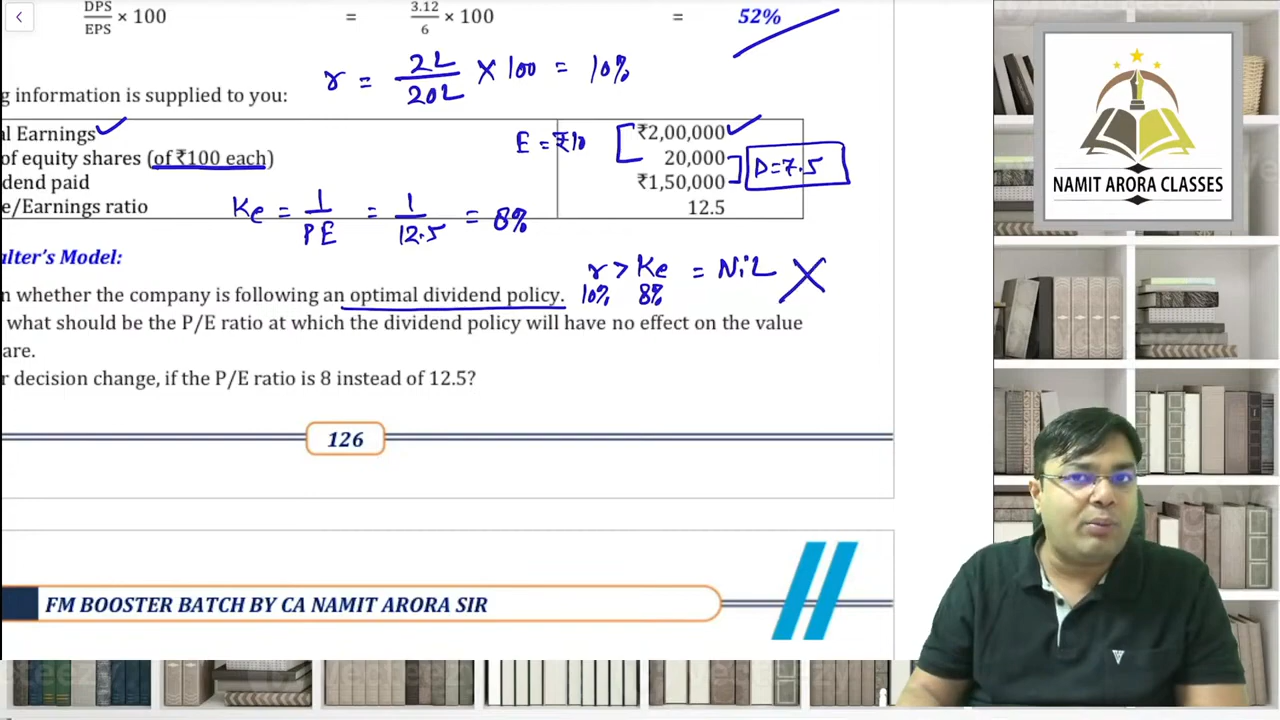 DPS/EPS × 100 = 3.12/6 × 100 = 52%
r = 2L/20L × 100 = 10%
g information is supplied to you:
al Earnings ₹2,00,000
of equity shares (of ₹100 each) 20,000
dend paid ₹1,50,000
e/Earnings ratio 12.5
E = ₹10
D = 7.5
Ke = 1/PE = 1/12.5 = 8%
alter's Model:
r > Ke = NiL
10% 8%
n whether the company is following an optimal dividend policy.
what should be the P/E ratio at which the dividend policy will have no effect on the value
are.
r decision change, if the P/E ratio is 8 instead of 12.5?
126
FM BOOSTER BATCH BY CA NAMIT ARORA SIR
NAMIT ARORA CLASSES